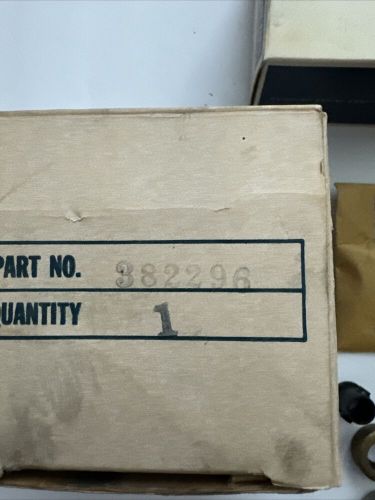 PART NO. 382296
QUANTITY 1